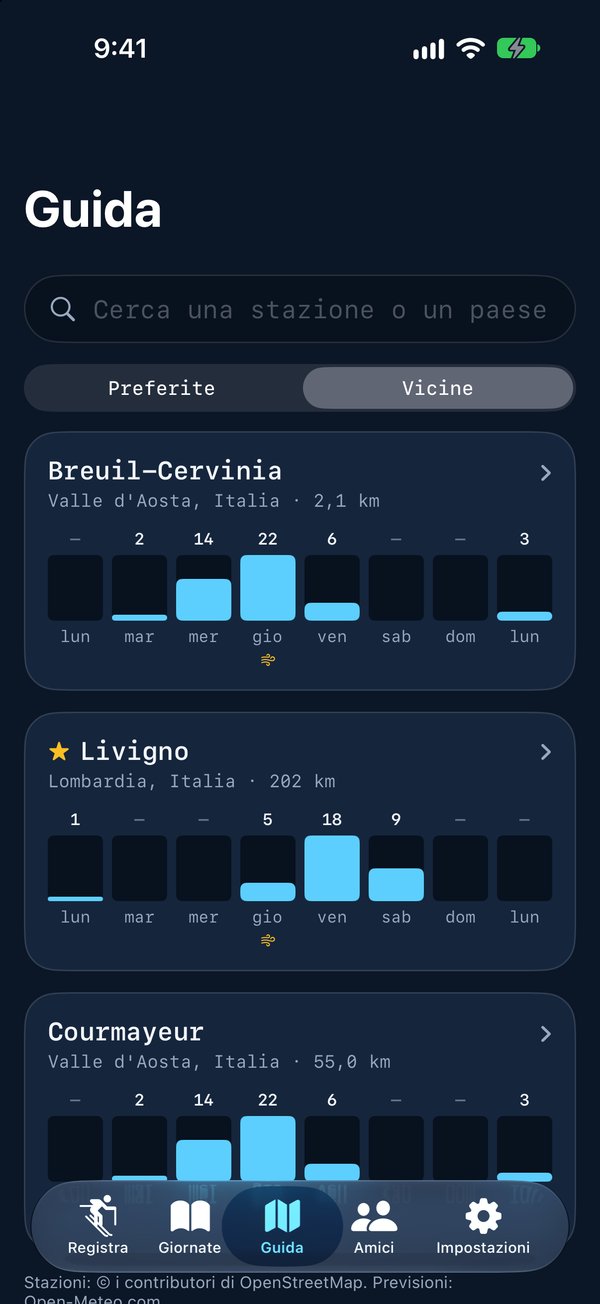 9:41
Guida
Cerca una stazione o un paese
Preferite Vicine
Breuil-Cervinia
Valle d'Aosta, Italia · 2,1 km
— 2 14 22 6 — — 3
lun mar mer gio ven sab dom lun
Livigno
Lombardia, Italia · 202 km
1 — — 5 18 9 — —
lun mar mer gio ven sab dom lun
Courmayeur
Valle d'Aosta, Italia · 55,0 km
— 2 14 22 6 — — 3
Registra Giornate Guida Amici Impostazioni
Stazioni: © i contributori di OpenStreetMap. Previsioni:
Open-Meteo.com